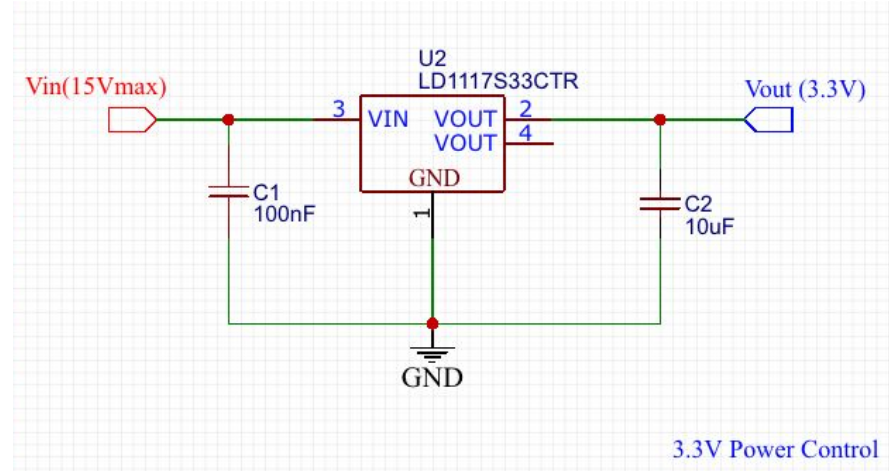 U2
LD1117S33CTR
Vin(15Vmax)
Vout (3.3V)
3
VIN
VOUT
2
VOUT
4
GND
1
C1
100nF
C2
10uF
GND
3.3V Power Control